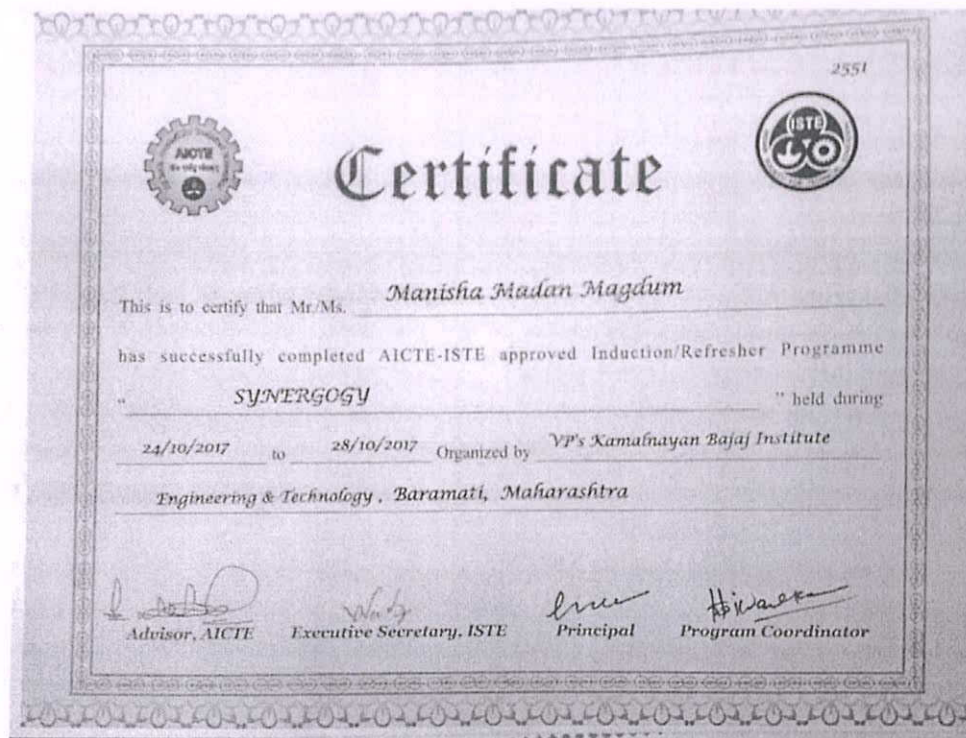 2551
AICTE
ISTE
Certificate
This is to certify that Mr./Ms. Manisha Madan Magdum
has successfully completed AICTE-ISTE approved Induction/Refresher Programme
" SYNERGOGY " held during
24/10/2017 to 28/10/2017 Organized by VP's Kamalnayan Bajaj Institute
Engineering & Technology, Baramati, Maharashtra
Advisor, AICTE Executive Secretary, ISTE Principal Program Coordinator